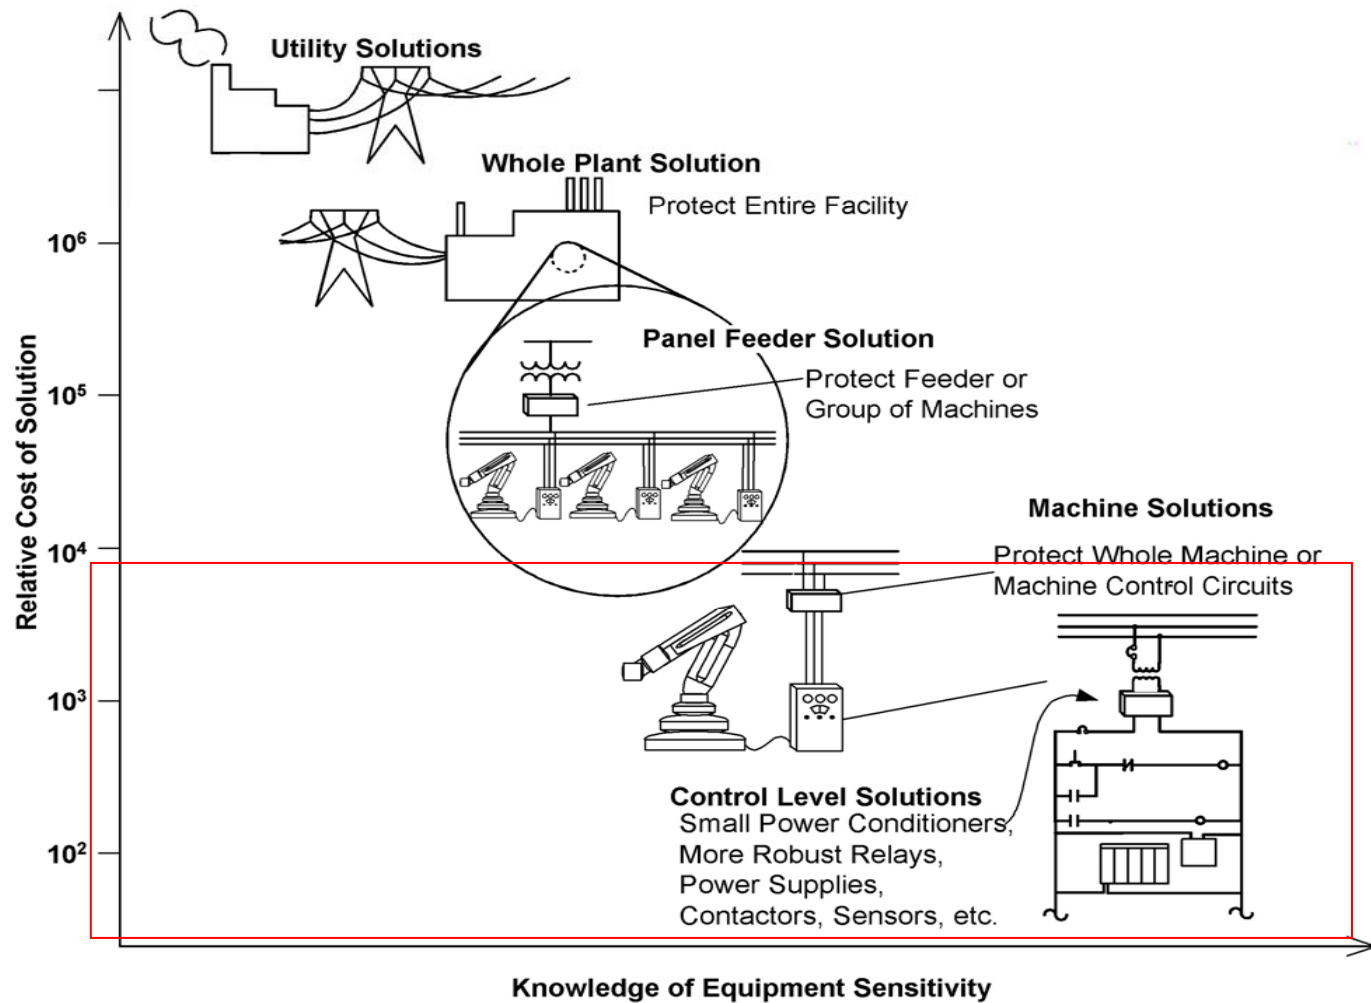 Utility Solutions
Whole Plant Solution
Protect Entire Facility
10⁶
Panel Feeder Solution
Protect Feeder or
Group of Machines
10⁵
Machine Solutions
Protect Whole Machine or
Machine Control Circuits
10⁴
10³
Control Level Solutions
Small Power Conditioners,
More Robust Relays,
Power Supplies,
Contactors, Sensors, etc.
10²
Relative Cost of Solution
Knowledge of Equipment Sensitivity